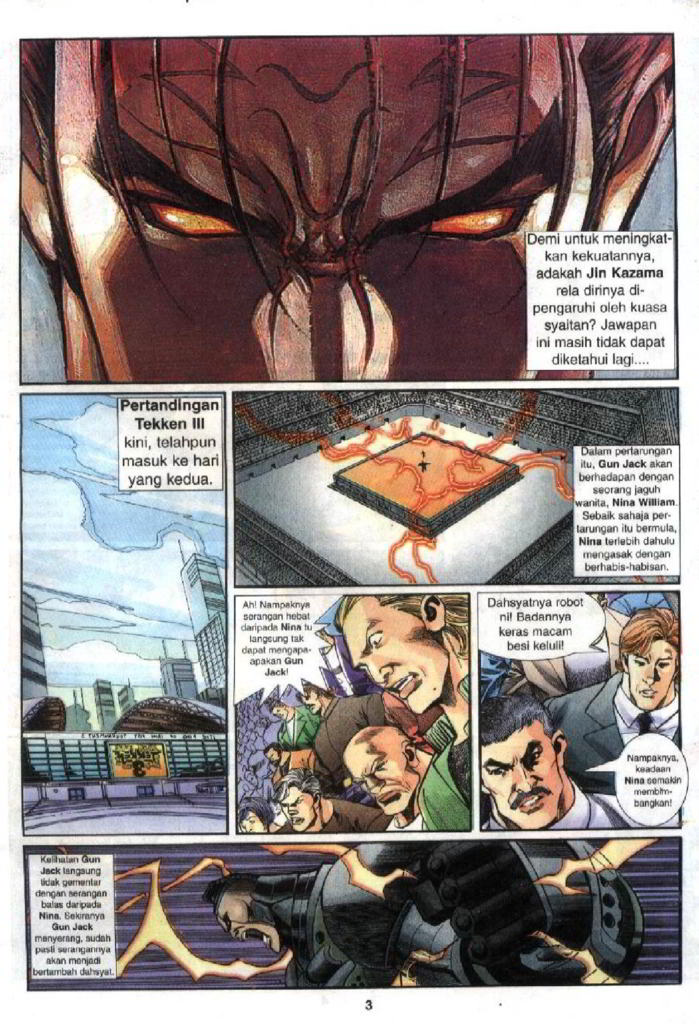 Demi untuk meningkat-
kan kekuatannya,
adakah Jin Kazama
rela dirinya di-
pengaruhi oleh kuasa
syaitan? Jawapan
ini masih tidak dapat
diketahui lagi....
Pertandingan
Tekken III
kini, telahpun
masuk ke hari
yang kedua.
Dalam pertarungan
itu, Gun Jack akan
berhadapan dengan
seorang jaguh
wanita, Nina William.
Sebaik sahaja per-
tarungan itu bermula,
Nina terlebih dahulu
mengasak dengan
berhabis-habisan.
Ah! Nampaknya
serangan hebat
daripada Nina tu
langsung tak
dapat mengapa-
apakan Gun
Jack!
Dahsyatnya robot
ni! Badannya
keras macam
besi keluli!
Nampaknya,
keadaan
Nina semakin
membim-
bangkan!
Kelihatan Gun
Jack langsung
tidak gementar
dengan serangan
balas daripada
Nina. Sekiranya
Gun Jack
menyerang, sudah
pasti serangannya
akan menjadi
bertambah dahsyat.
3